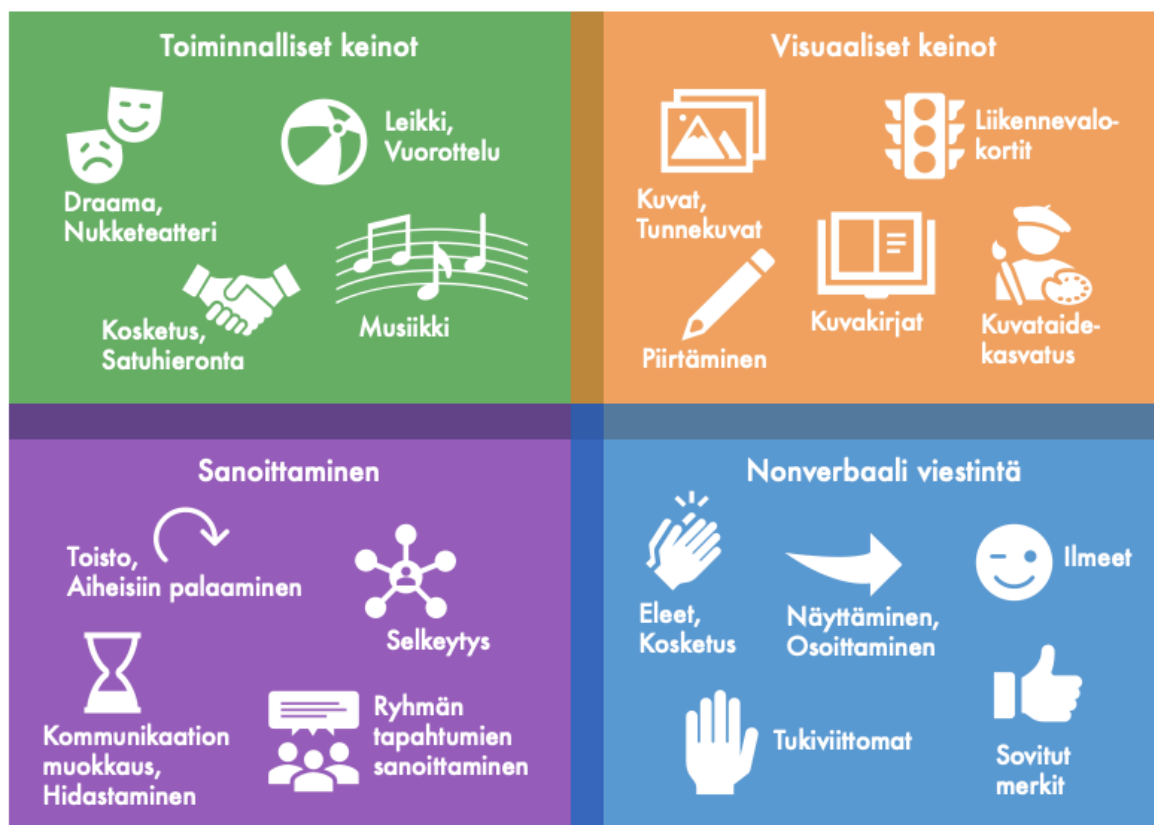 Toiminnalliset keinot
Draama,
Nukketeatteri
Leikki,
Vuorottelu
Kosketus,
Satuhieronta
Musiikki
Visuaaliset keinot
Kuvat,
Tunnekuvat
Liikennevalo-
kortit
Piirtäminen
Kuvakirjat
Kuvataide-
kasvatus
Sanoittaminen
Toisto,
Aiheisiin palaaminen
Selkeytys
Kommunikaation
muokkaus,
Hidastaminen
Ryhmän
tapahtumien
sanoittaminen
Nonverbaali viestintä
Eleet,
Kosketus
Näyttäminen,
Osoittaminen
Ilmeet
Tukiviittomat
Sovitut
merkit